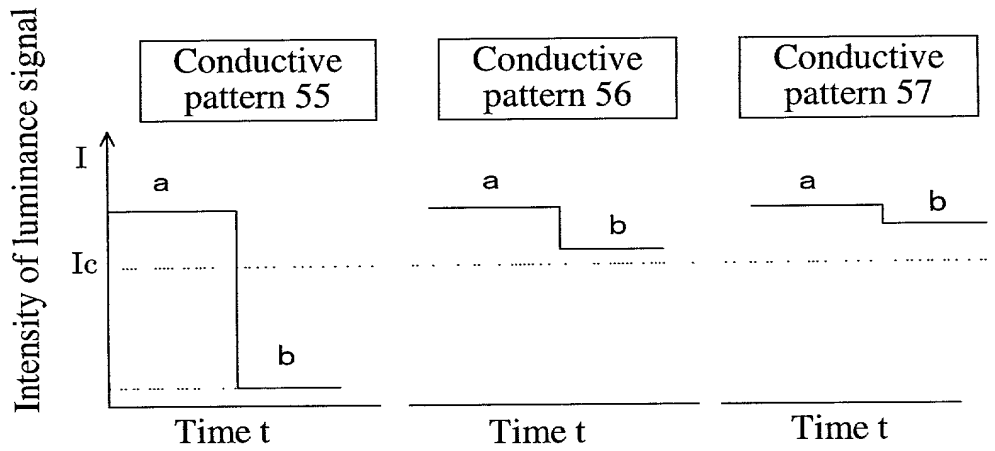 Intensity of luminance signal
Conductive
pattern 55
Conductive
pattern 56
Conductive
pattern 57
I
Ic
a
b
a
b
a
b
Time t
Time t
Time t